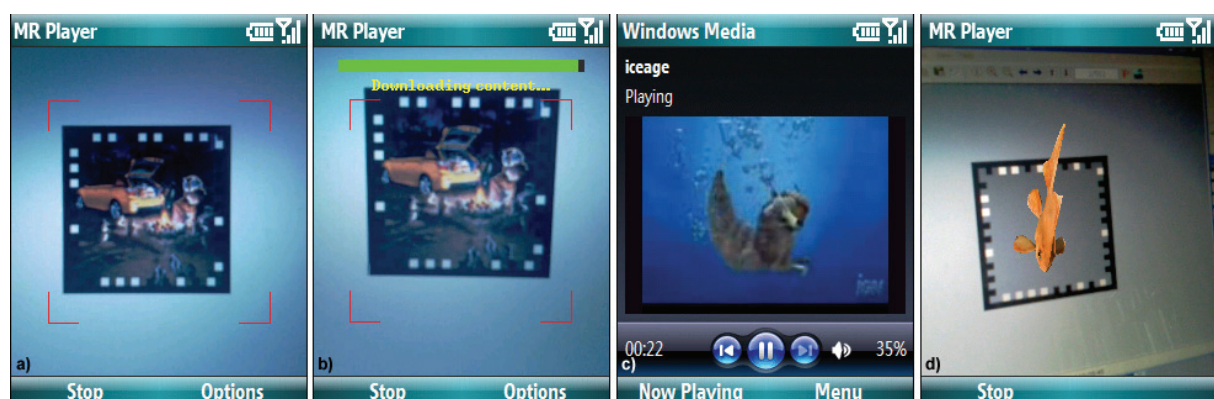 MR Player
a)
Stop Options
MR Player
Downloading content...
b)
Stop Options
Windows Media
iceage
Playing
00:22
35%
c)
Now Playing Menu
MR Player
d)
Stop